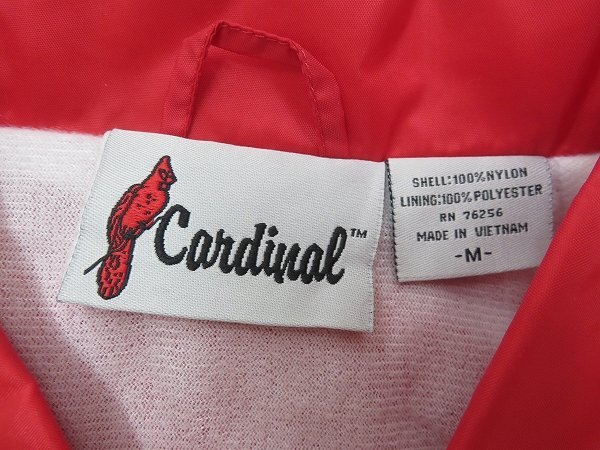 Cardinal™
SHELL:100%NYLON
LINING:100%POLYESTER
RN 76256
MADE IN VIETNAM
-M-